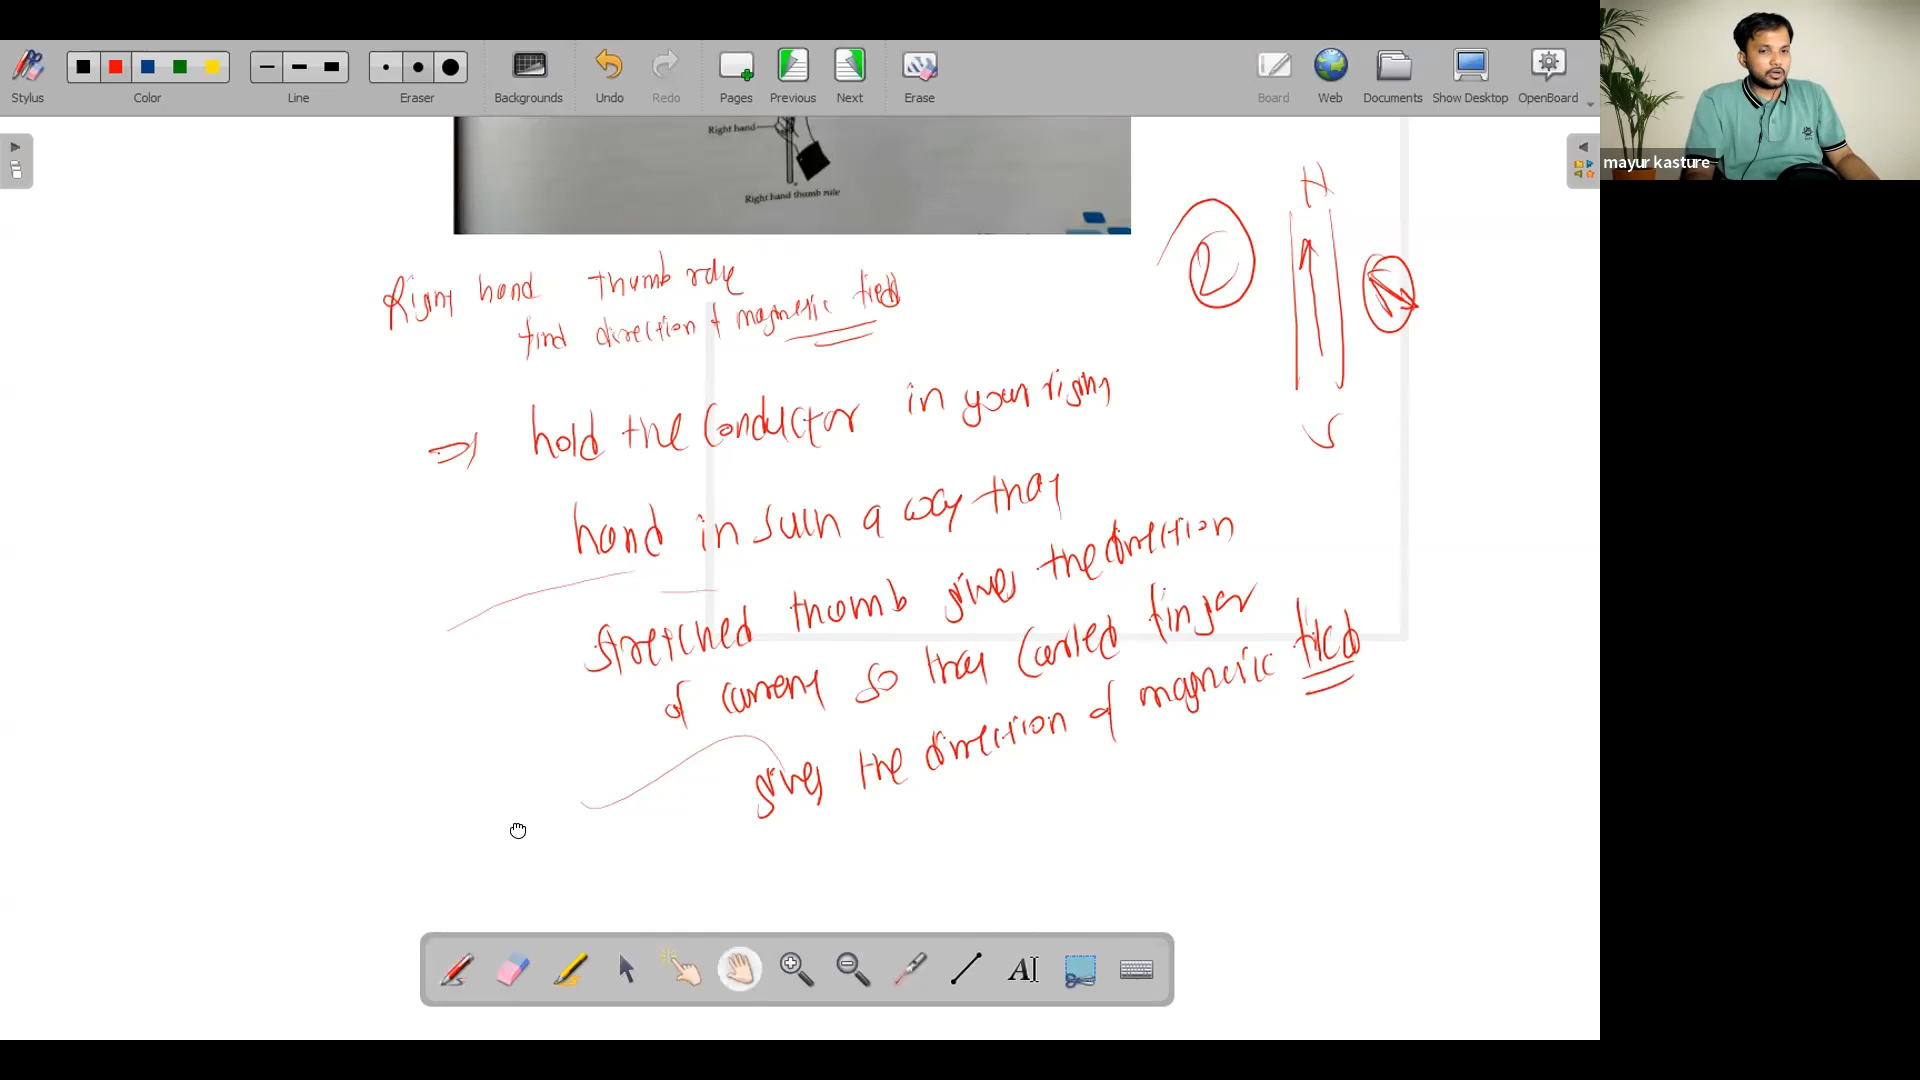 Stylus
Color
Line
Eraser
Backgrounds
Undo
Redo
Pages
Previous
Next
Erase
Board
Web
Documents
Show Desktop
OpenBoard
mayur kasture
Right hand
Right hand thumb rule
Right hand thumb rule
find direction of magnetic field
2
N
S
⇒ hold the conductor in your right
hand in such a way that
stretched thumb gives the direction
of current so that curled finger
gives the direction of magnetic field
A